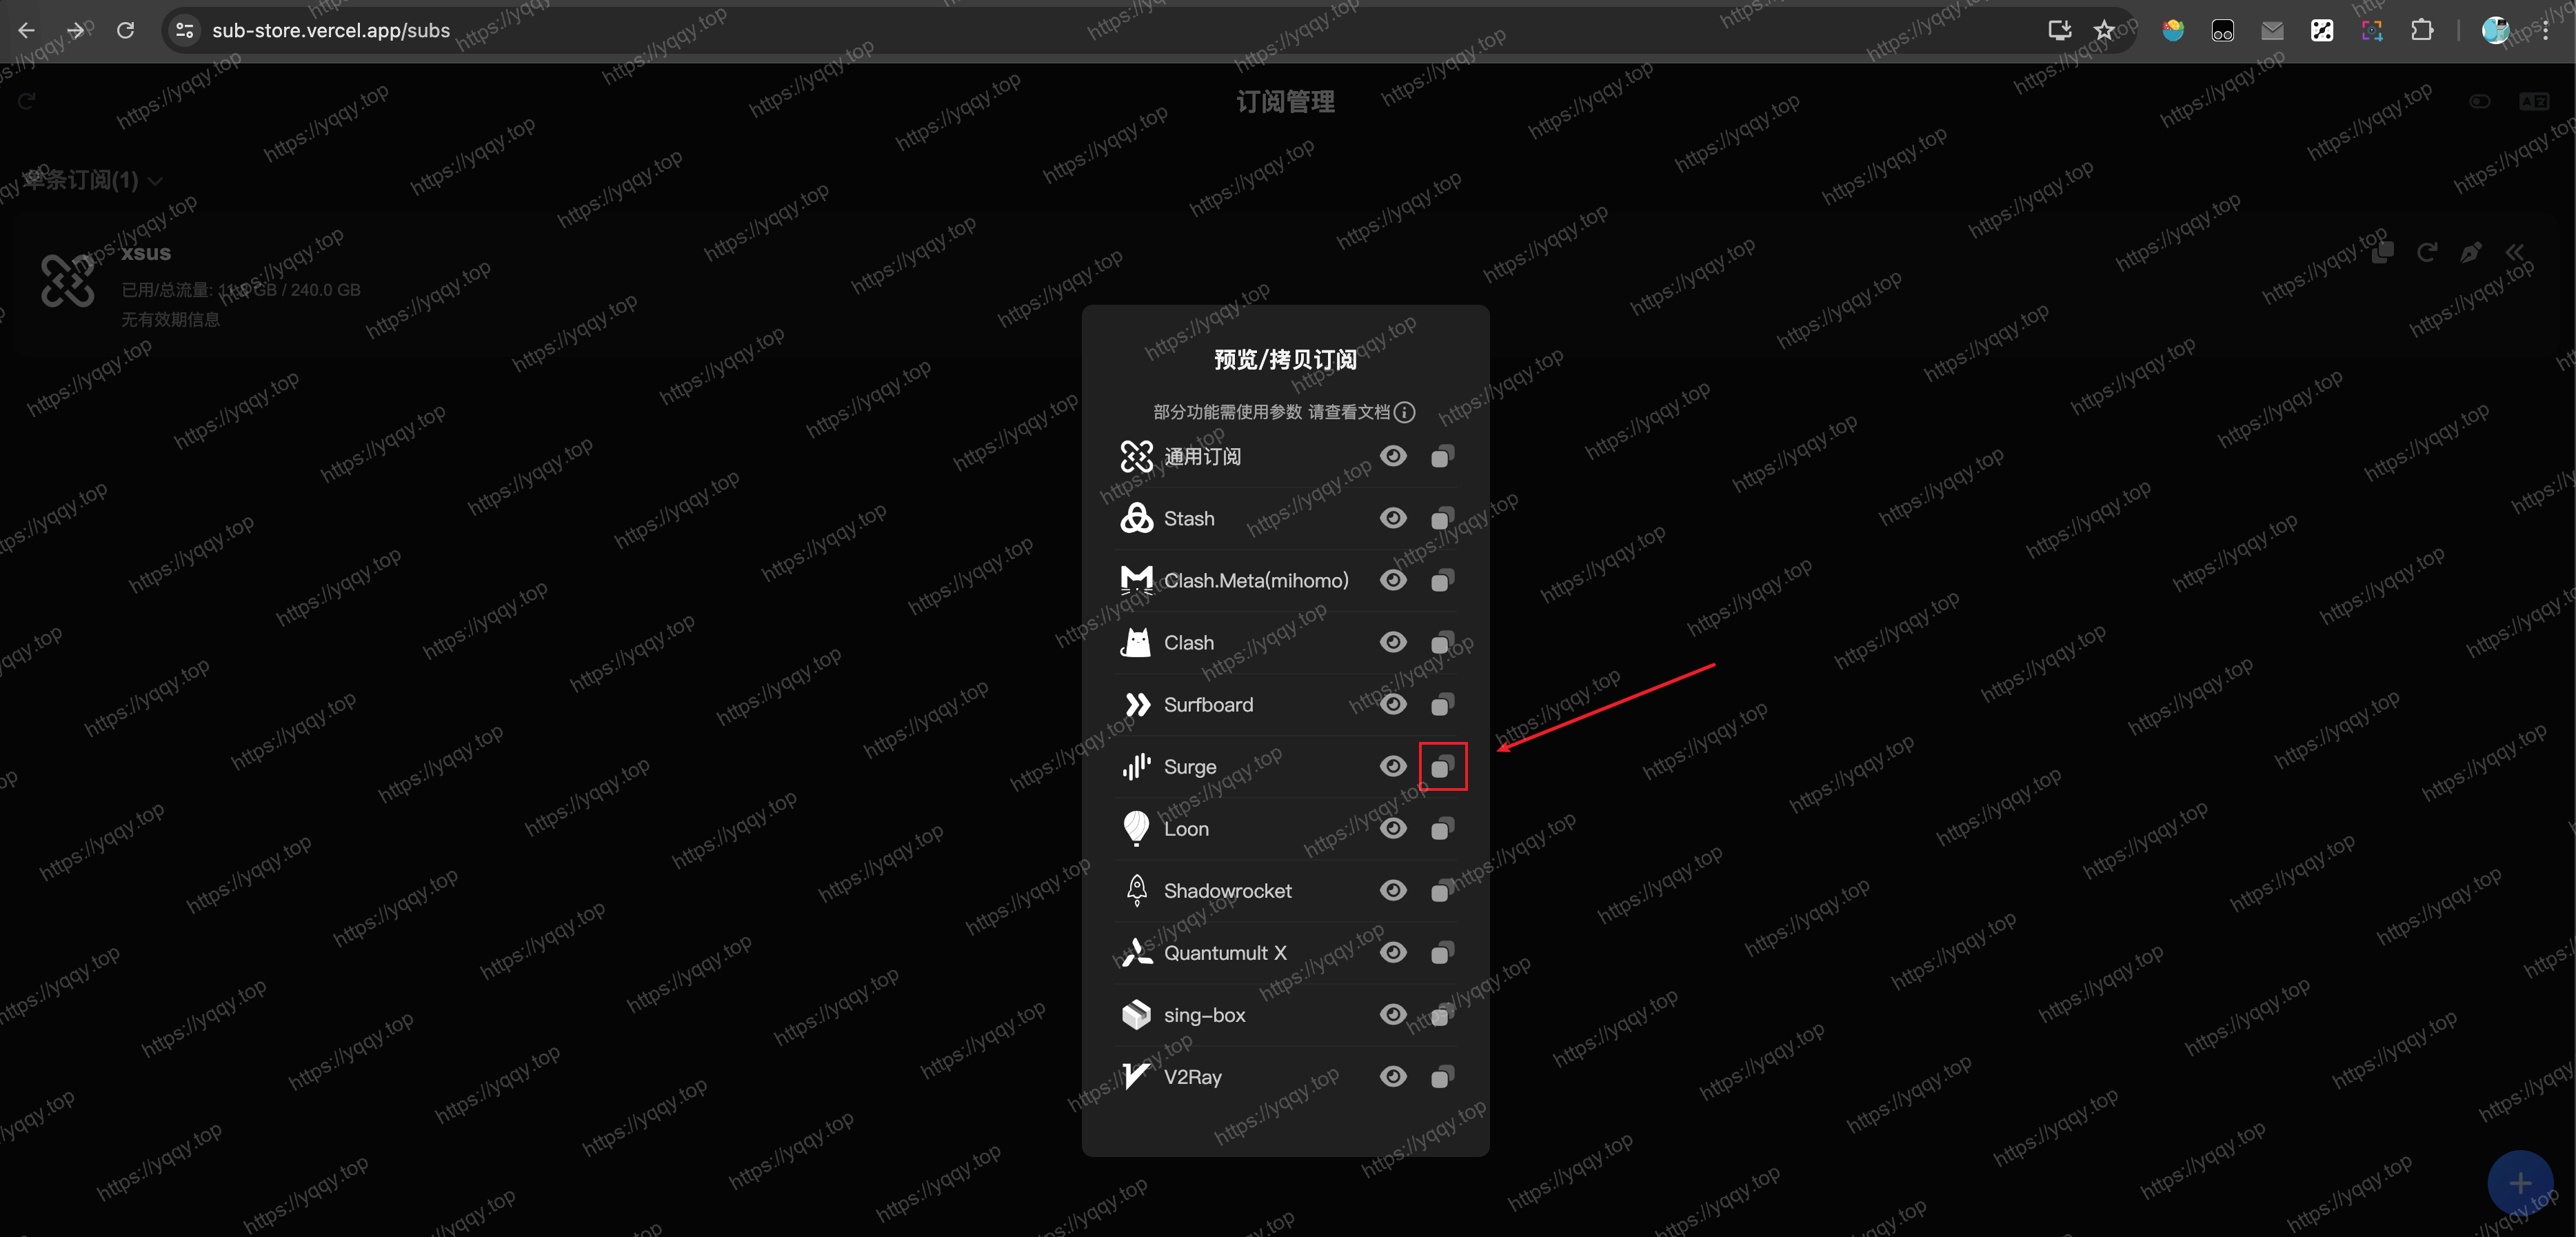 sub-store.vercel.app/subs
订阅管理
单条订阅(1)
xsus
已用/总流量: 11.9 GB / 240.0 GB
无有效期信息
预览/拷贝订阅
部分功能需使用参数 请查看文档
通用订阅
Stash
Clash.Meta(mihomo)
Clash
Surfboard
Surge
Loon
Shadowrocket
Quantumult X
sing-box
V2Ray
https://yqqy.top